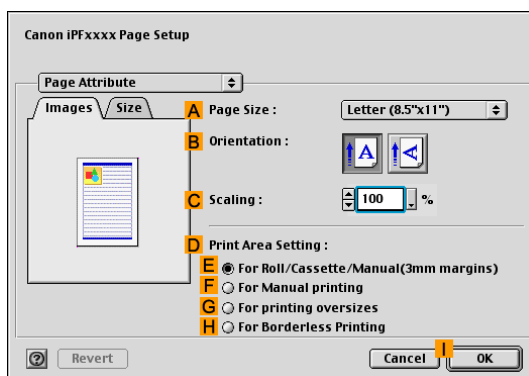 Canon iPFxxxx Page Setup
Page Attribute
Images Size
A Page Size : Letter (8.5"x11")
B Orientation : A A
C Scaling : 100 %
D Print Area Setting :
E For Roll/Cassette/Manual(3mm margins)
F For Manual printing
G For printing oversizes
H For Borderless Printing
? Revert Cancel I OK